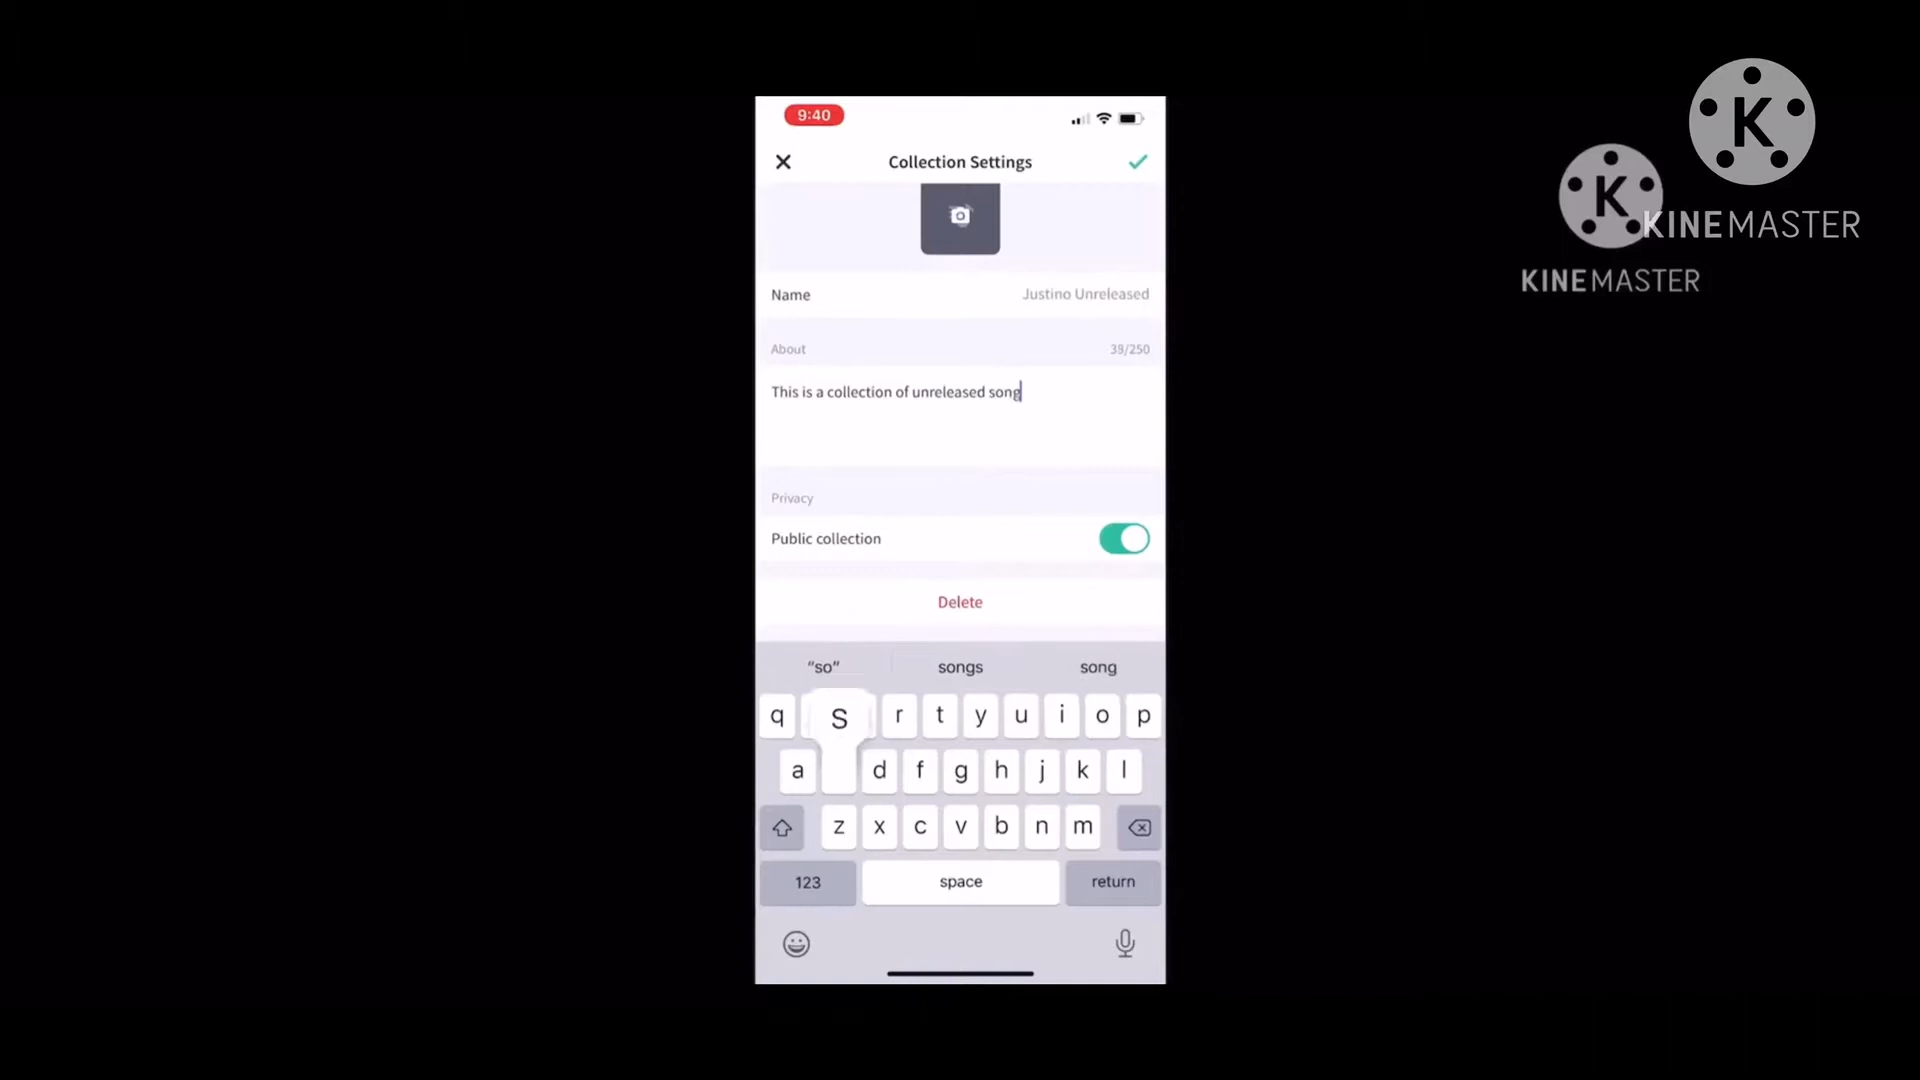 9:40
Collection Settings
Name Justino Unreleased
About 38/250
This is a collection of unreleased song
Privacy
Public collection
Delete
"so" songs song
q S r t y u i o p
a d f g h j k l
z x c v b n m
123 space return
K
KINEMASTER
K
KINEMASTER